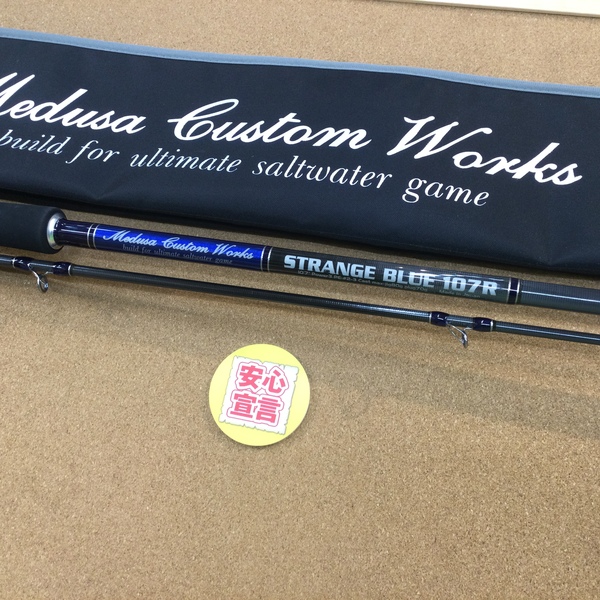 Medusa Custom Works
build for ultimate saltwater game
Medusa Custom Works
build for ultimate saltwater game
STRANGE BLUE 107R
安心
宣言